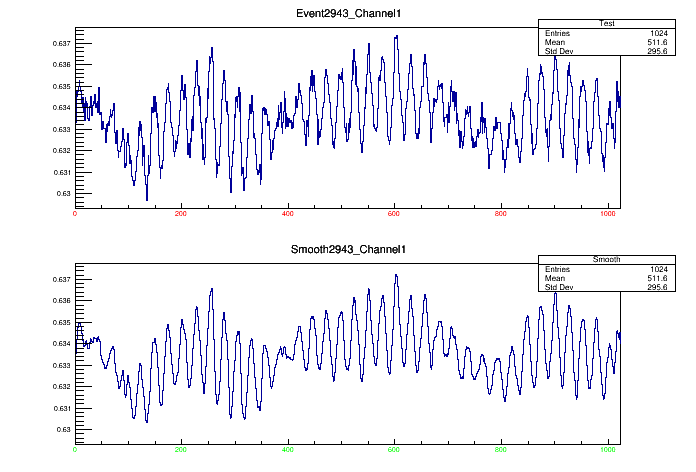 Event2943_Channel1
Test
Entries 1024
Mean 511.6
Std Dev 295.6
0.637
0.636
0.635
0.634
0.633
0.632
0.631
0.63
0 200 400 600 800 1000
Smooth2943_Channel1
Smooth
Entries 1024
Mean 511.6
Std Dev 295.6
0.637
0.636
0.635
0.634
0.633
0.632
0.631
0.63
0 200 400 600 800 1000